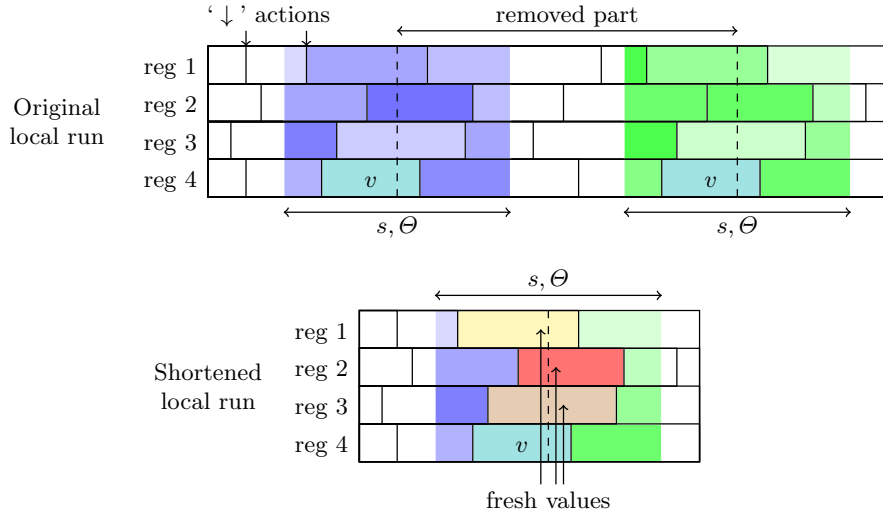 ‘ ↓ ’ actions
removed part
Original
local run
reg 1
reg 2
reg 3
reg 4
v
v
s, Θ
s, Θ
s, Θ
Shortened
local run
reg 1
reg 2
reg 3
reg 4
v
fresh values